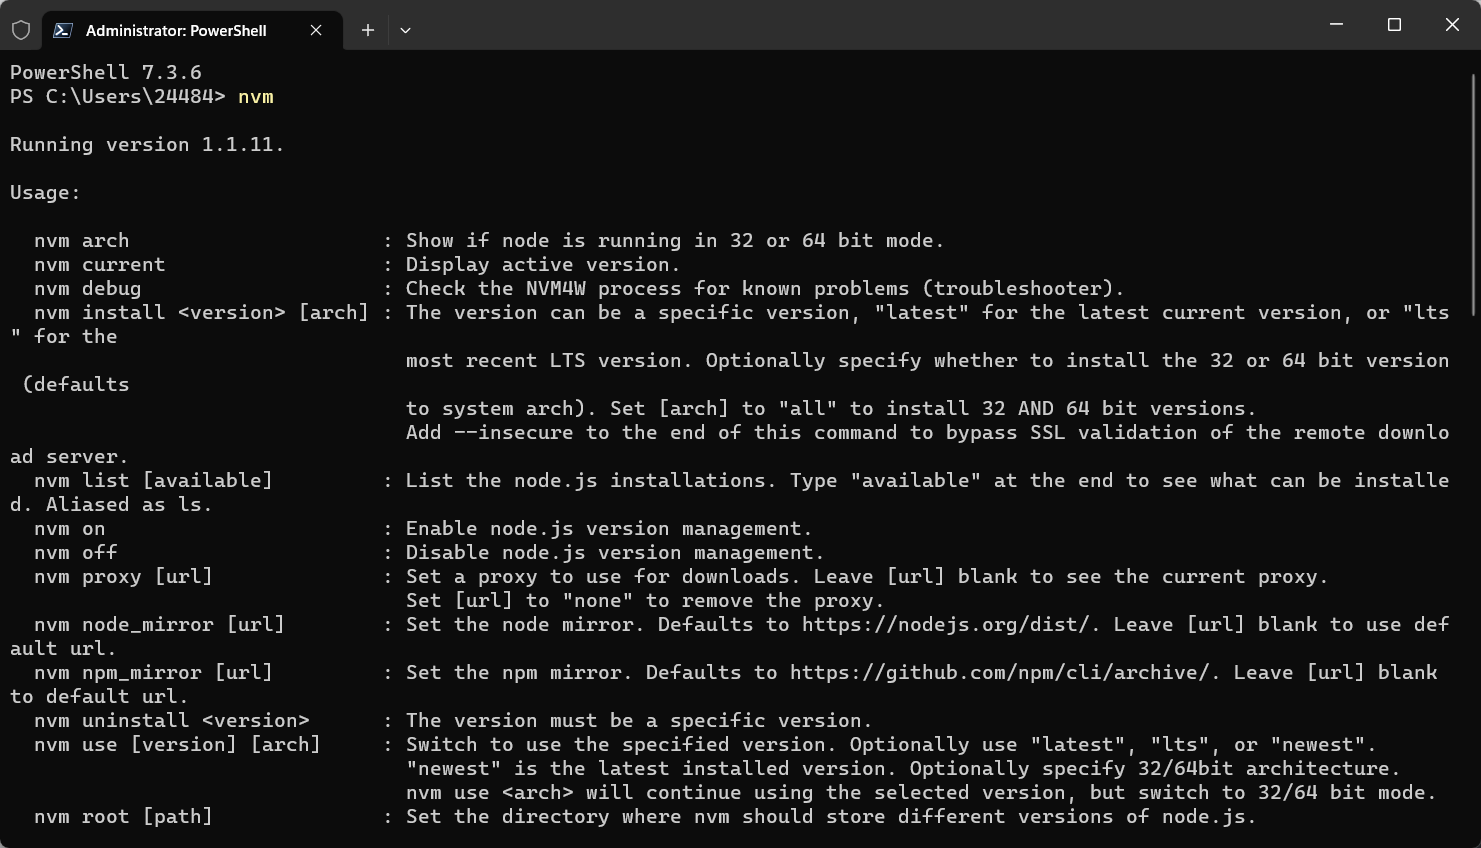 Administrator: PowerShell
PowerShell 7.3.6
PS C:\Users\24484> nvm
Running version 1.1.11.
Usage:
  nvm arch                     : Show if node is running in 32 or 64 bit mode.
  nvm current                  : Display active version.
  nvm debug                    : Check the NVM4W process for known problems (troubleshooter).
  nvm install <version> [arch] : The version can be a specific version, "latest" for the latest current version, or "lts
" for the
                                 most recent LTS version. Optionally specify whether to install the 32 or 64 bit version
 (defaults
                                 to system arch). Set [arch] to "all" to install 32 AND 64 bit versions.
                                 Add --insecure to the end of this command to bypass SSL validation of the remote downlo
ad server.
  nvm list [available]         : List the node.js installations. Type "available" at the end to see what can be installe
d. Aliased as ls.
  nvm on                       : Enable node.js version management.
  nvm off                      : Disable node.js version management.
  nvm proxy [url]              : Set a proxy to use for downloads. Leave [url] blank to see the current proxy.
                                 Set [url] to "none" to remove the proxy.
  nvm node_mirror [url]        : Set the node mirror. Defaults to https://nodejs.org/dist/. Leave [url] blank to use def
ault url.
  nvm npm_mirror [url]         : Set the npm mirror. Defaults to https://github.com/npm/cli/archive/. Leave [url] blank
to default url.
  nvm uninstall <version>      : The version must be a specific version.
  nvm use [version] [arch]     : Switch to use the specified version. Optionally use "latest", "lts", or "newest".
                                 "newest" is the latest installed version. Optionally specify 32/64bit architecture.
                                 nvm use <arch> will continue using the selected version, but switch to 32/64 bit mode.
  nvm root [path]              : Set the directory where nvm should store different versions of node.js.